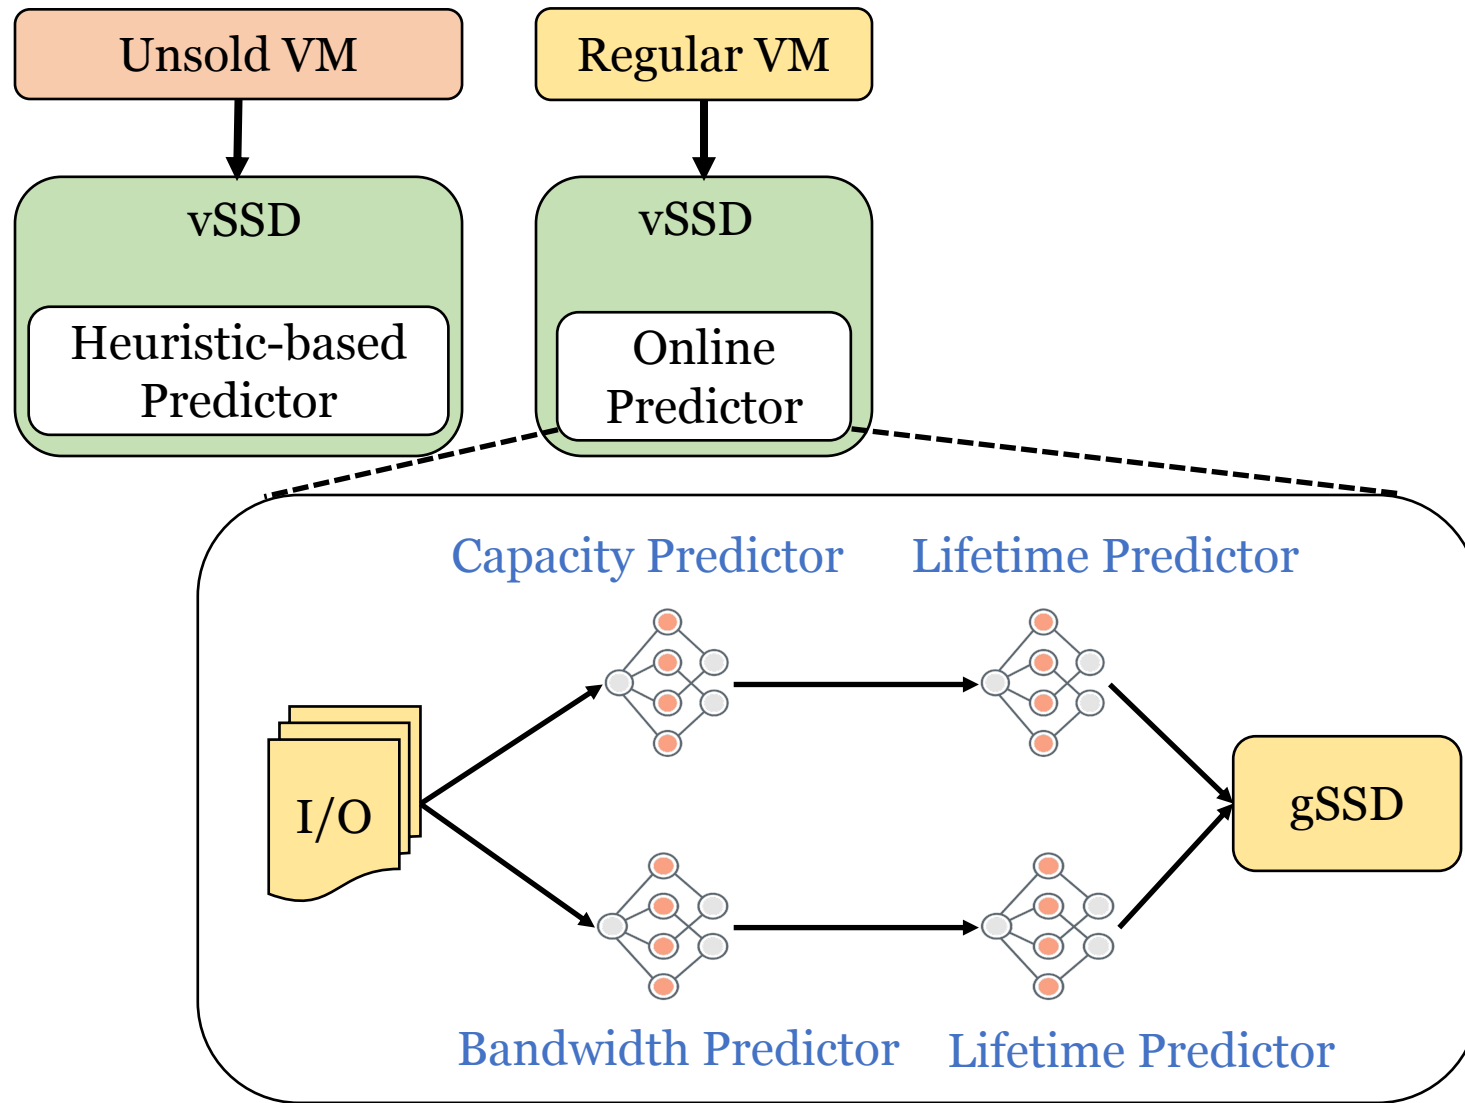 Unsold VM
Regular VM
vSSD
Heuristic-based
Predictor
vSSD
Online
Predictor
Capacity Predictor
Lifetime Predictor
I/O
gSSD
Bandwidth Predictor
Lifetime Predictor